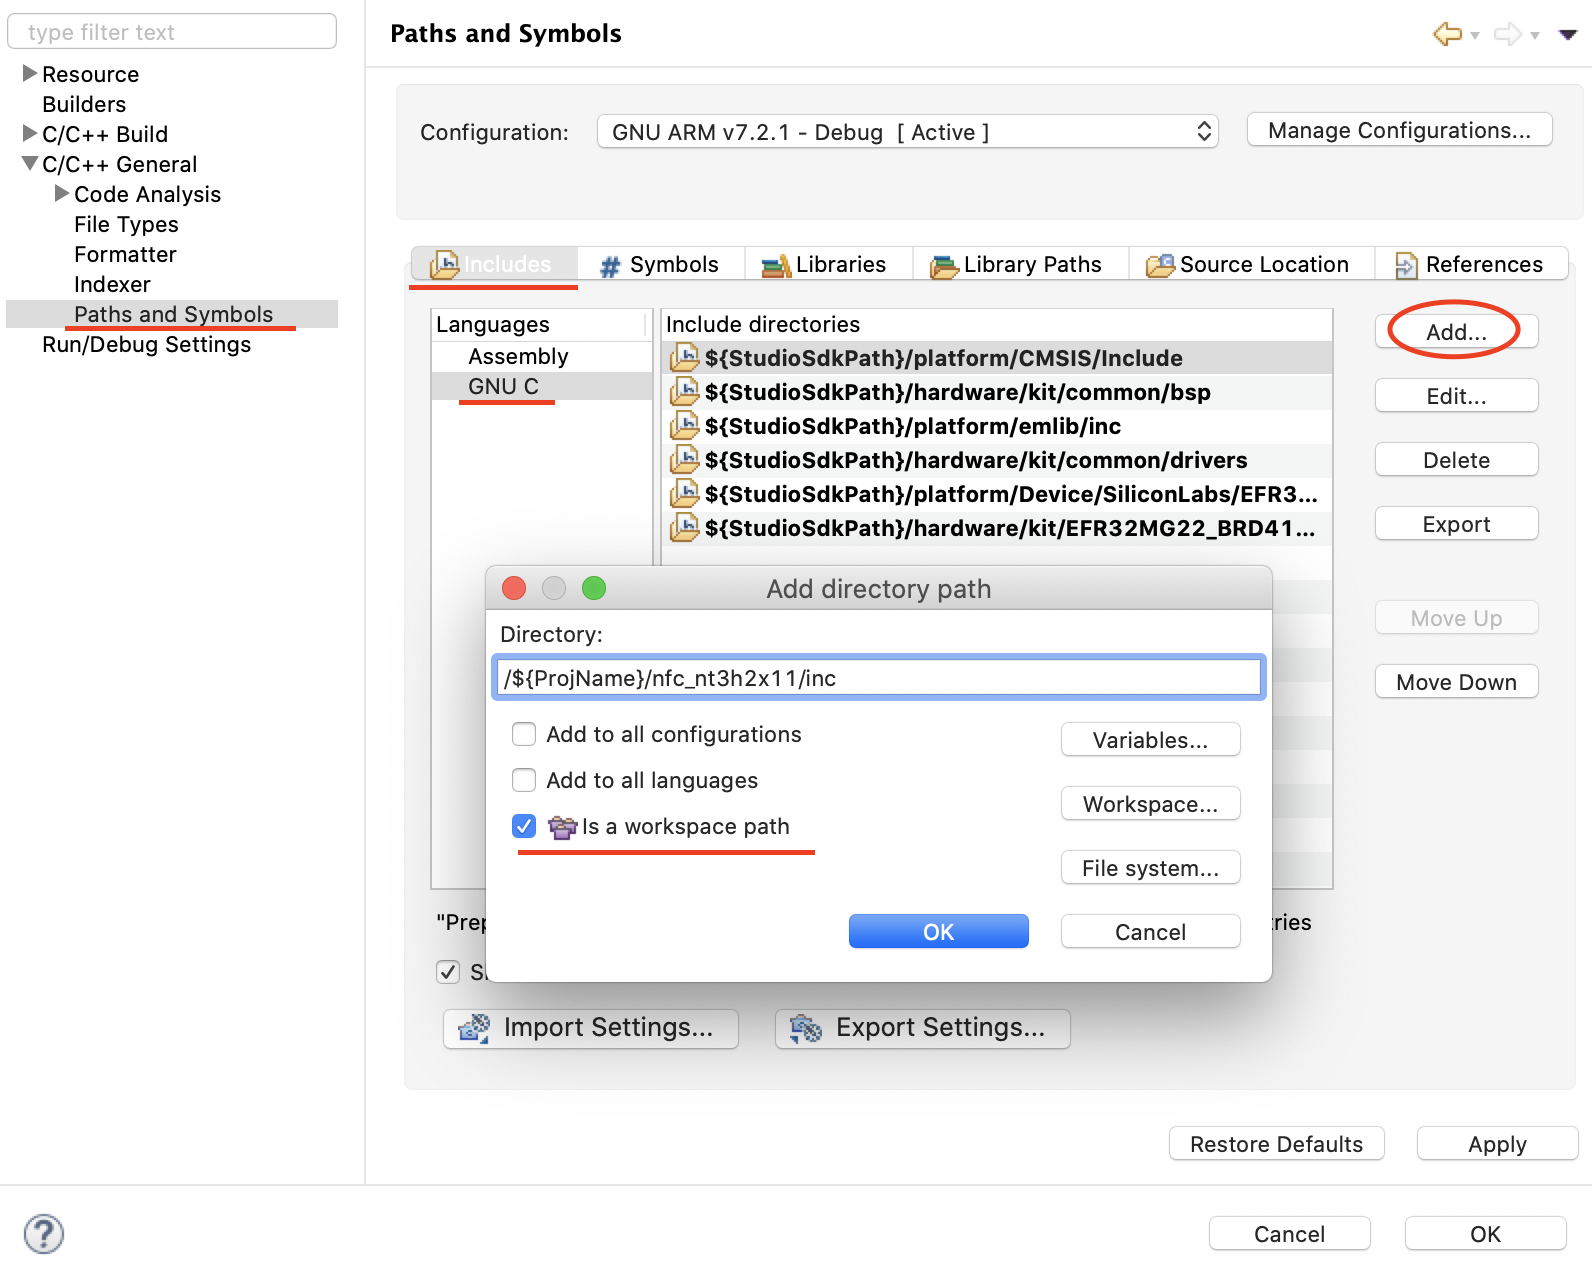 type filter text
Resource
Builders
C/C++ Build
C/C++ General
Code Analysis
File Types
Formatter
Indexer
Paths and Symbols
Run/Debug Settings
Paths and Symbols
Configuration:
GNU ARM v7.2.1 - Debug [ Active ]
Manage Configurations...
Includes
# Symbols
Libraries
Library Paths
Source Location
References
Languages
Assembly
GNU C
Include directories
${StudioSdkPath}/platform/CMSIS/Include
${StudioSdkPath}/hardware/kit/common/bsp
${StudioSdkPath}/platform/emlib/inc
${StudioSdkPath}/hardware/kit/common/drivers
${StudioSdkPath}/platform/Device/SiliconLabs/EFR3...
${StudioSdkPath}/hardware/kit/EFR32MG22_BRD41...
Add...
Edit...
Delete
Export
Move Up
Move Down
Add directory path
Directory:
/${ProjName}/nfc_nt3h2x11/inc
Add to all configurations
Add to all languages
Is a workspace path
Variables...
Workspace...
File system...
OK
Cancel
Import Settings...
Export Settings...
Restore Defaults
Apply
?
Cancel
OK